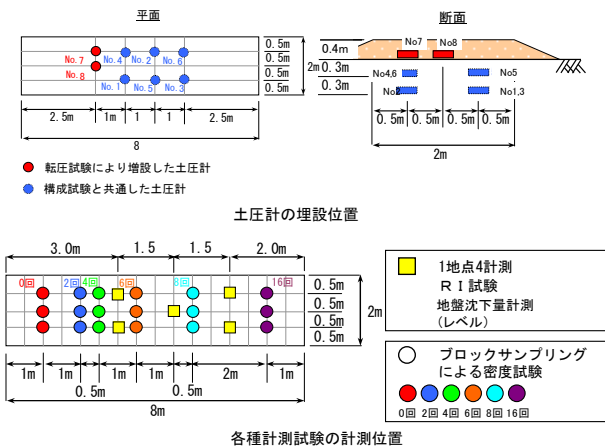 平面
No.7
No.4
No.2
No.6
No.8
No.1
No.5
No.3
0.5m
0.5m
0.5m
0.5m
2m
2.5m
1m
1
1
2.5m
8
転圧試験により増設した土圧計
構成試験と共通した土圧計
断面
No7
No8
0.4m
0.3m
0.3m
No4,6
No2
No5
No1,3
0.5m
0.5m
0.5m
0.5m
2m
土圧計の埋設位置
3.0m
1.5
1.5
2.0m
0回
2回
4回
6回
8回
16回
0.5m
0.5m
0.5m
0.5m
2m
1m
1m
1m
1m
2m
1m
0.5m
0.5m
8m
1地点4計測
RI試験
地盤沈下量計測
(レベル)
ブロックサンプリング
による密度試験
0回 2回 4回 6回 8回 16回
各種計測試験の計測位置